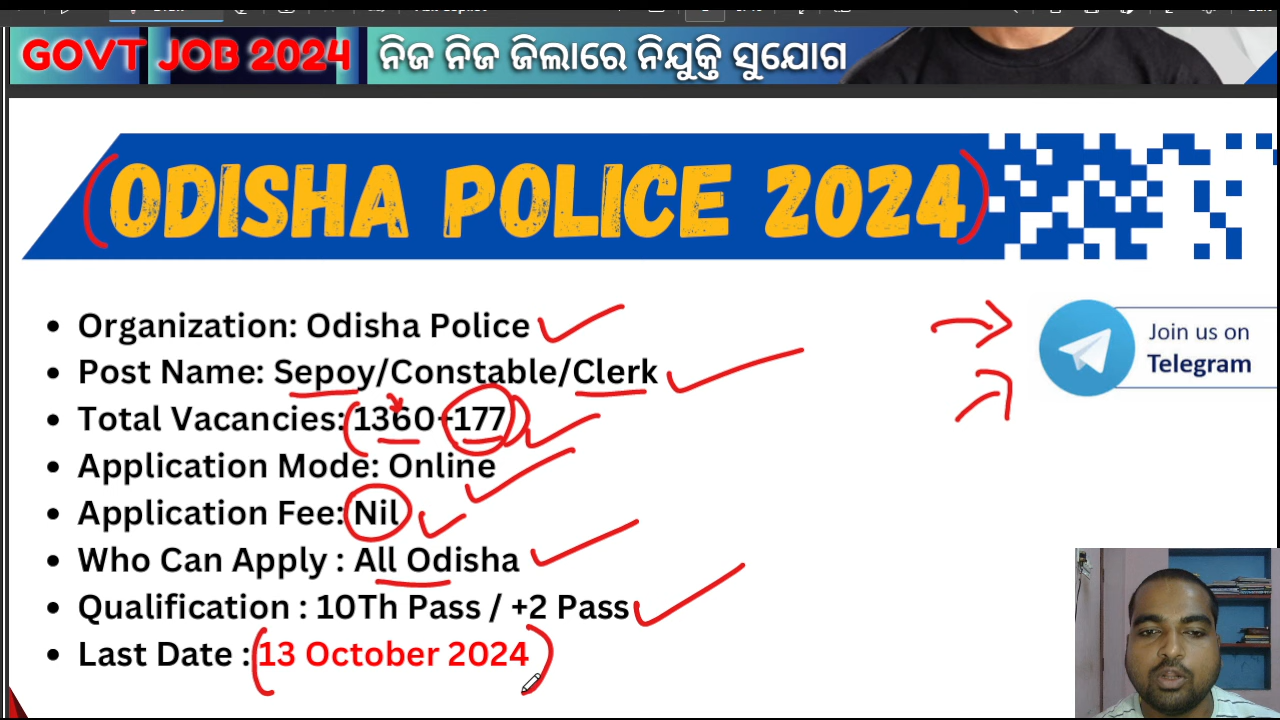 GOVT JOB 2024
ନିଜ ନିଜ ଜିଲାରେ ନିଯୁକ୍ତି ସୁଯୋଗ
ODISHA POLICE 2024
• Organization: Odisha Police
• Post Name: Sepoy/Constable/Clerk
• Total Vacancies: 1360+177
• Application Mode: Online
• Application Fee: Nil
• Who Can Apply : All Odisha
• Qualification : 10Th Pass / +2 Pass
• Last Date : 13 October 2024
Join us on
Telegram